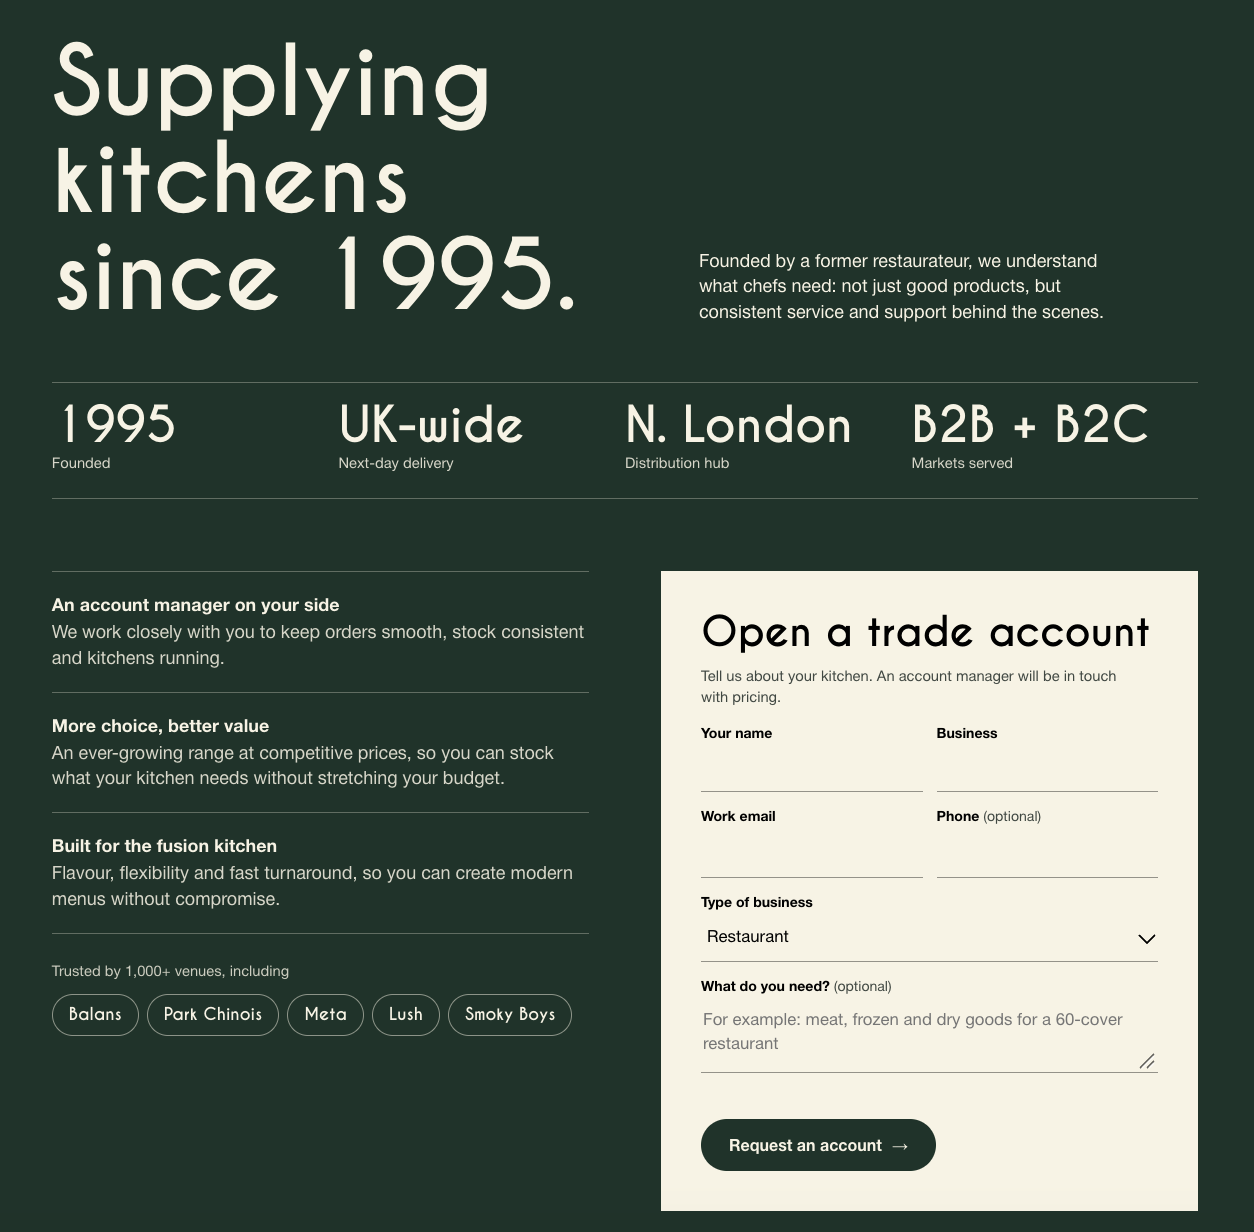 Supplying
kitchens
since 1995.
Founded by a former restaurateur, we understand
what chefs need: not just good products, but
consistent service and support behind the scenes.
1995
Founded
UK-wide
Next-day delivery
N. London
Distribution hub
B2B + B2C
Markets served
An account manager on your side
We work closely with you to keep orders smooth, stock consistent
and kitchens running.
More choice, better value
An ever-growing range at competitive prices, so you can stock
what your kitchen needs without stretching your budget.
Built for the fusion kitchen
Flavour, flexibility and fast turnaround, so you can create modern
menus without compromise.
Trusted by 1,000+ venues, including
Balans
Park Chinois
Meta
Lush
Smoky Boys
Open a trade account
Tell us about your kitchen. An account manager will be in touch
with pricing.
Your name
Business
Work email
Phone (optional)
Type of business
Restaurant
What do you need? (optional)
For example: meat, frozen and dry goods for a 60-cover
restaurant
Request an account →